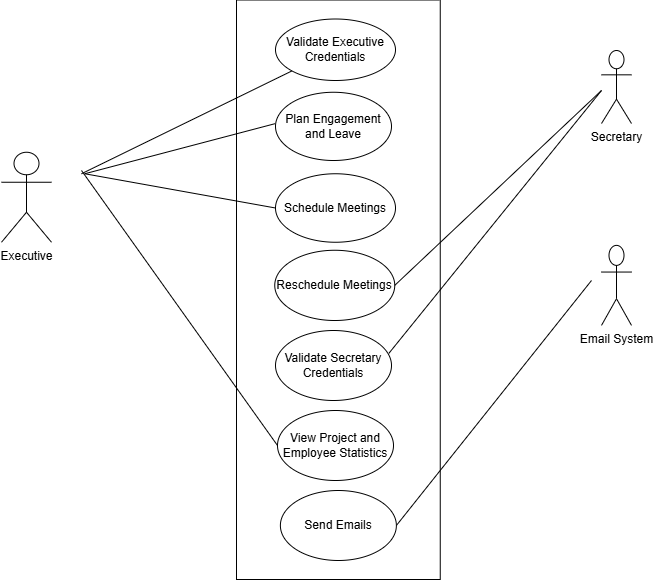 Validate Executive
Credentials
Plan Engagement
and Leave
Schedule Meetings
Reschedule Meetings
Validate Secretary
Credentials
View Project and
Employee Statistics
Send Emails
Executive
Secretary
Email System